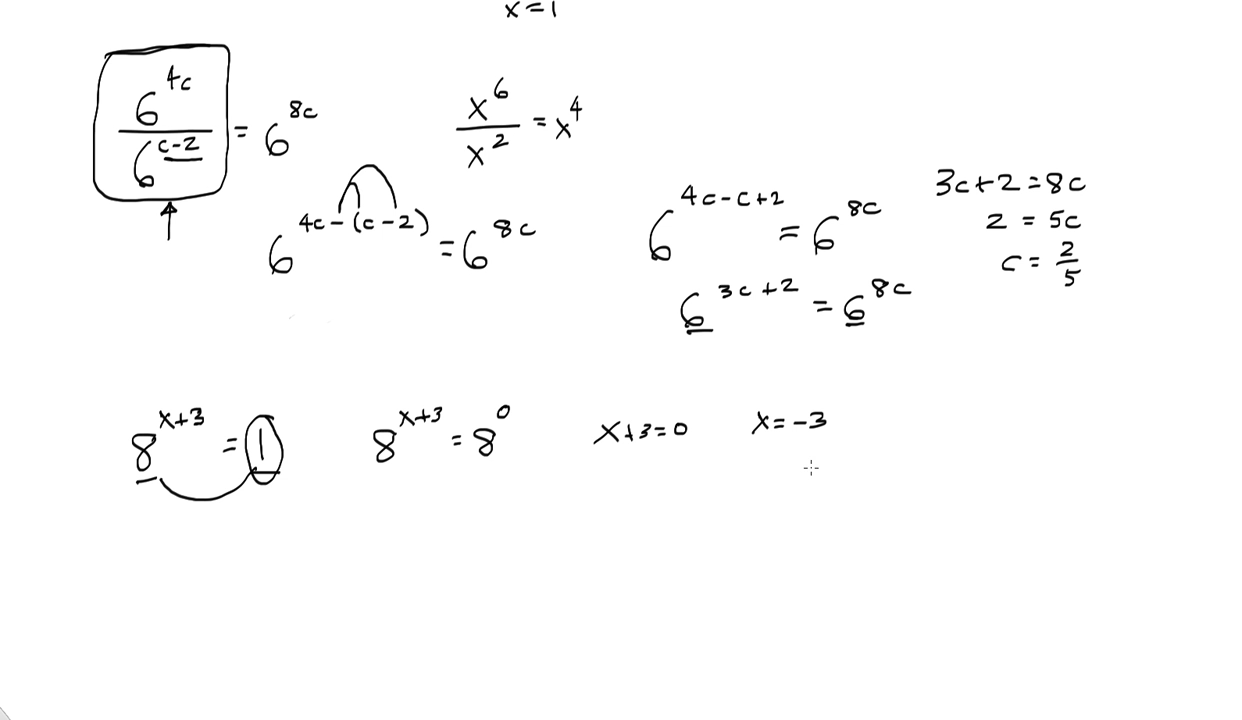 x = 1
6^{4c} / 6^{c-2} = 6^{8c}
x^6 / x^2 = x^4
6^{4c-(c-2)} = 6^{8c}
6^{4c-c+2} = 6^{8c}
6^{3c+2} = 6^{8c}
3c+2 = 8c
2 = 5c
c = 2/5
8^{x+3} = 1
8^{x+3} = 8^0
x+3=0
x = -3